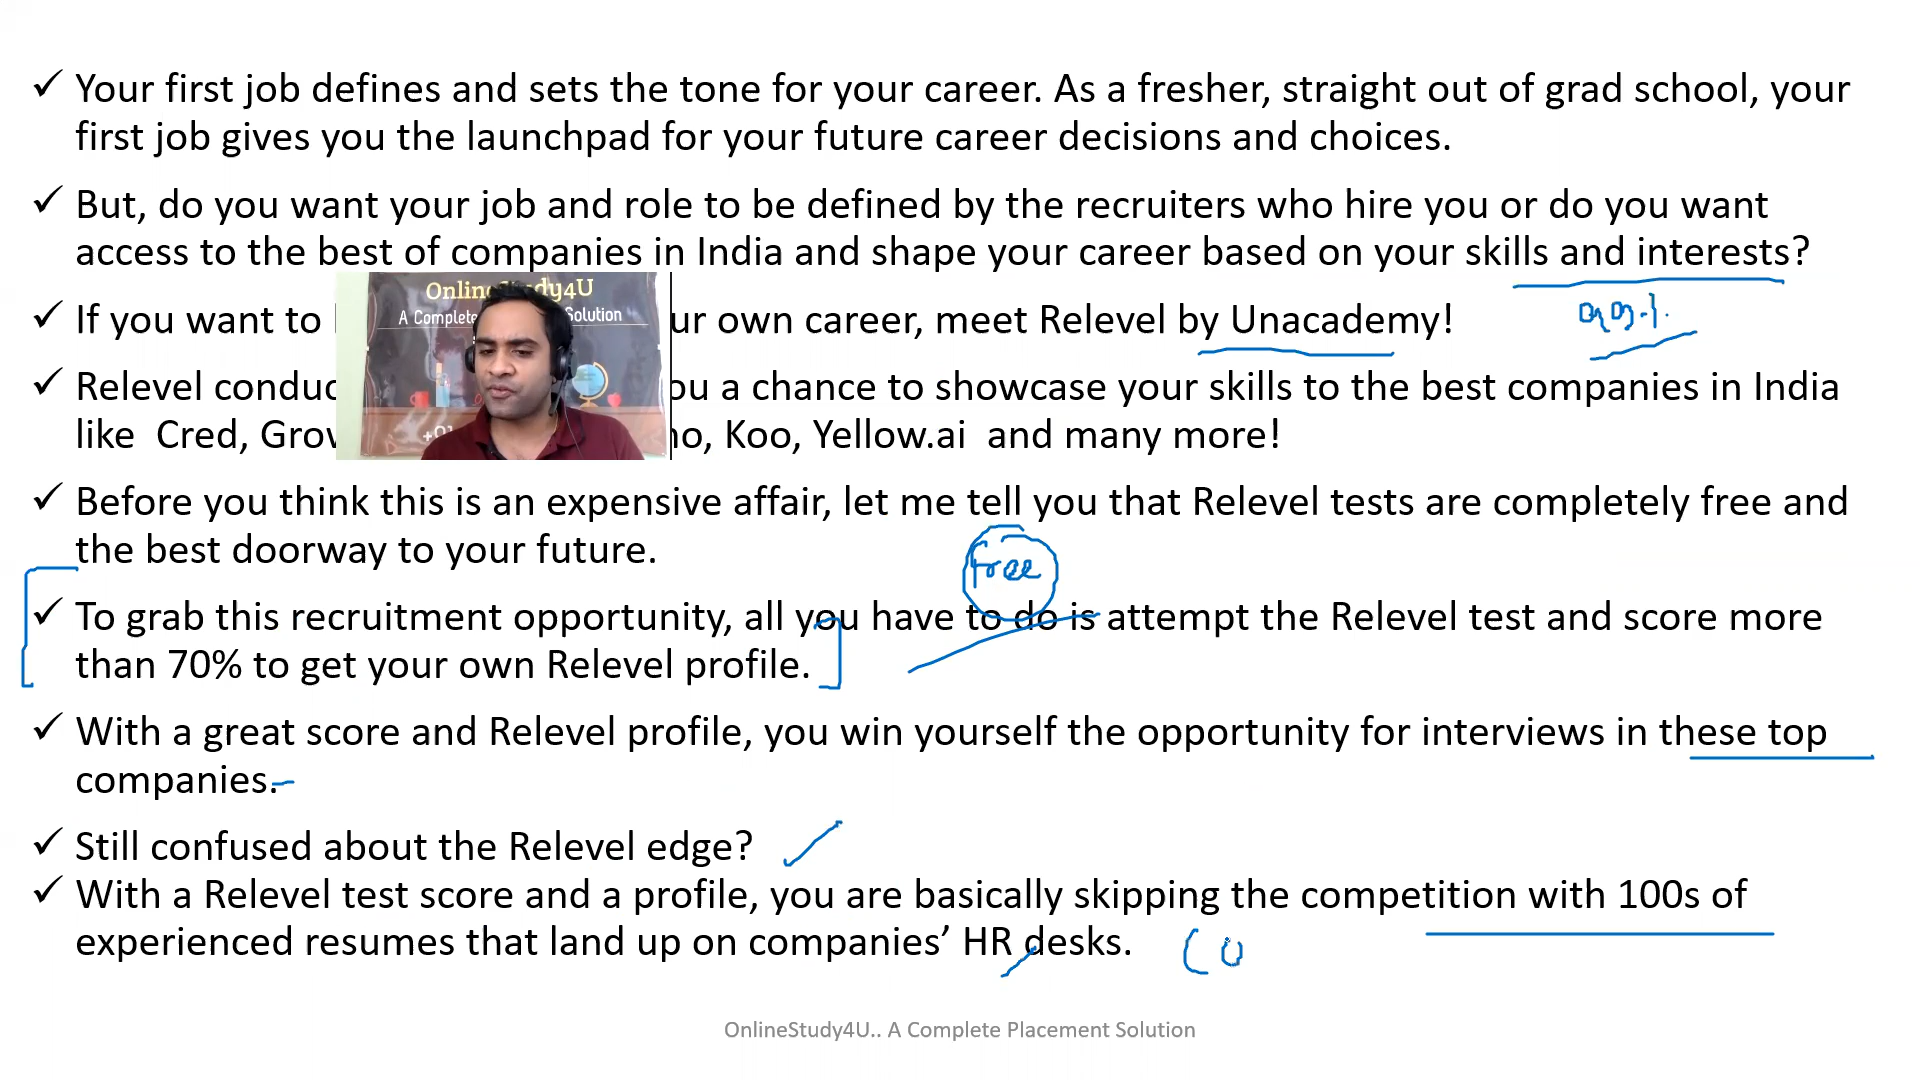 ✓ Your first job defines and sets the tone for your career. As a fresher, straight out of grad school, your
first job gives you the launchpad for your future career decisions and choices.
✓ But, do you want your job and role to be defined by the recruiters who hire you or do you want
access to the best of companies in India and shape your career based on your skills and interests?
OnlineStudy4U
A Complete Solution
✓ If you want to ur own career, meet Relevel by Unacademy!
✓ Relevel conduc ou a chance to showcase your skills to the best companies in India
like Cred, Grow no, Koo, Yellow.ai and many more!
✓ Before you think this is an expensive affair, let me tell you that Relevel tests are completely free and
the best doorway to your future.
free
✓ To grab this recruitment opportunity, all you have to do is attempt the Relevel test and score more
than 70% to get your own Relevel profile.
✓ With a great score and Relevel profile, you win yourself the opportunity for interviews in these top
companies.
✓ Still confused about the Relevel edge?
✓ With a Relevel test score and a profile, you are basically skipping the competition with 100s of
experienced resumes that land up on companies’ HR desks.
OnlineStudy4U.. A Complete Placement Solution